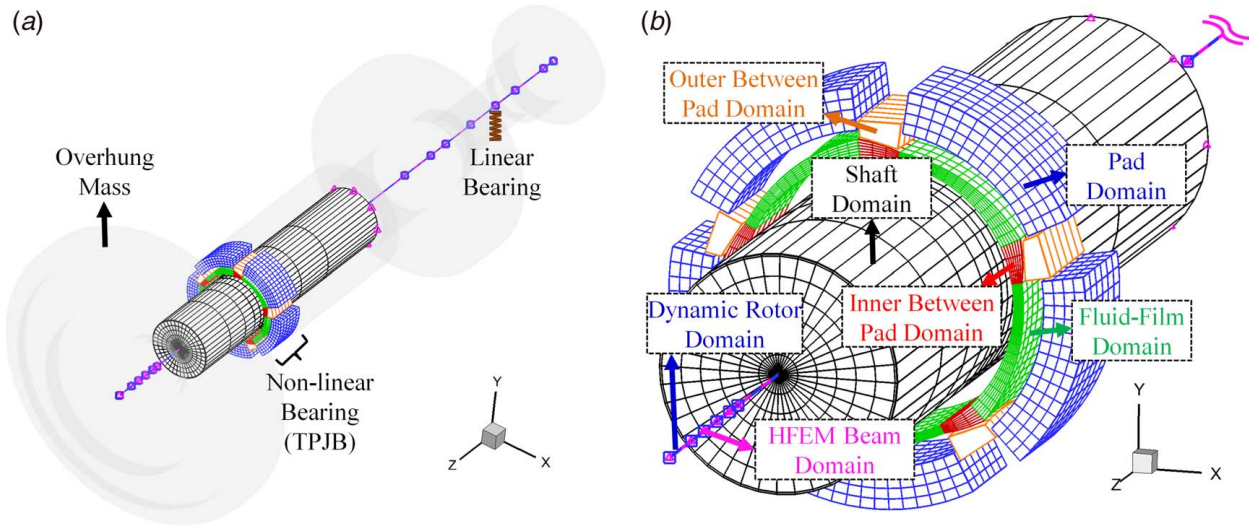 (a)
Overhung
Mass
Linear
Bearing
Non-linear
Bearing
(TPJB)
Y
X
Z
(b)
Outer Between
Pad Domain
Shaft
Domain
Pad
Domain
Dynamic Rotor
Domain
Inner Between
Pad Domain
Fluid-Film
Domain
HFEM Beam
Domain
Y
X
Z